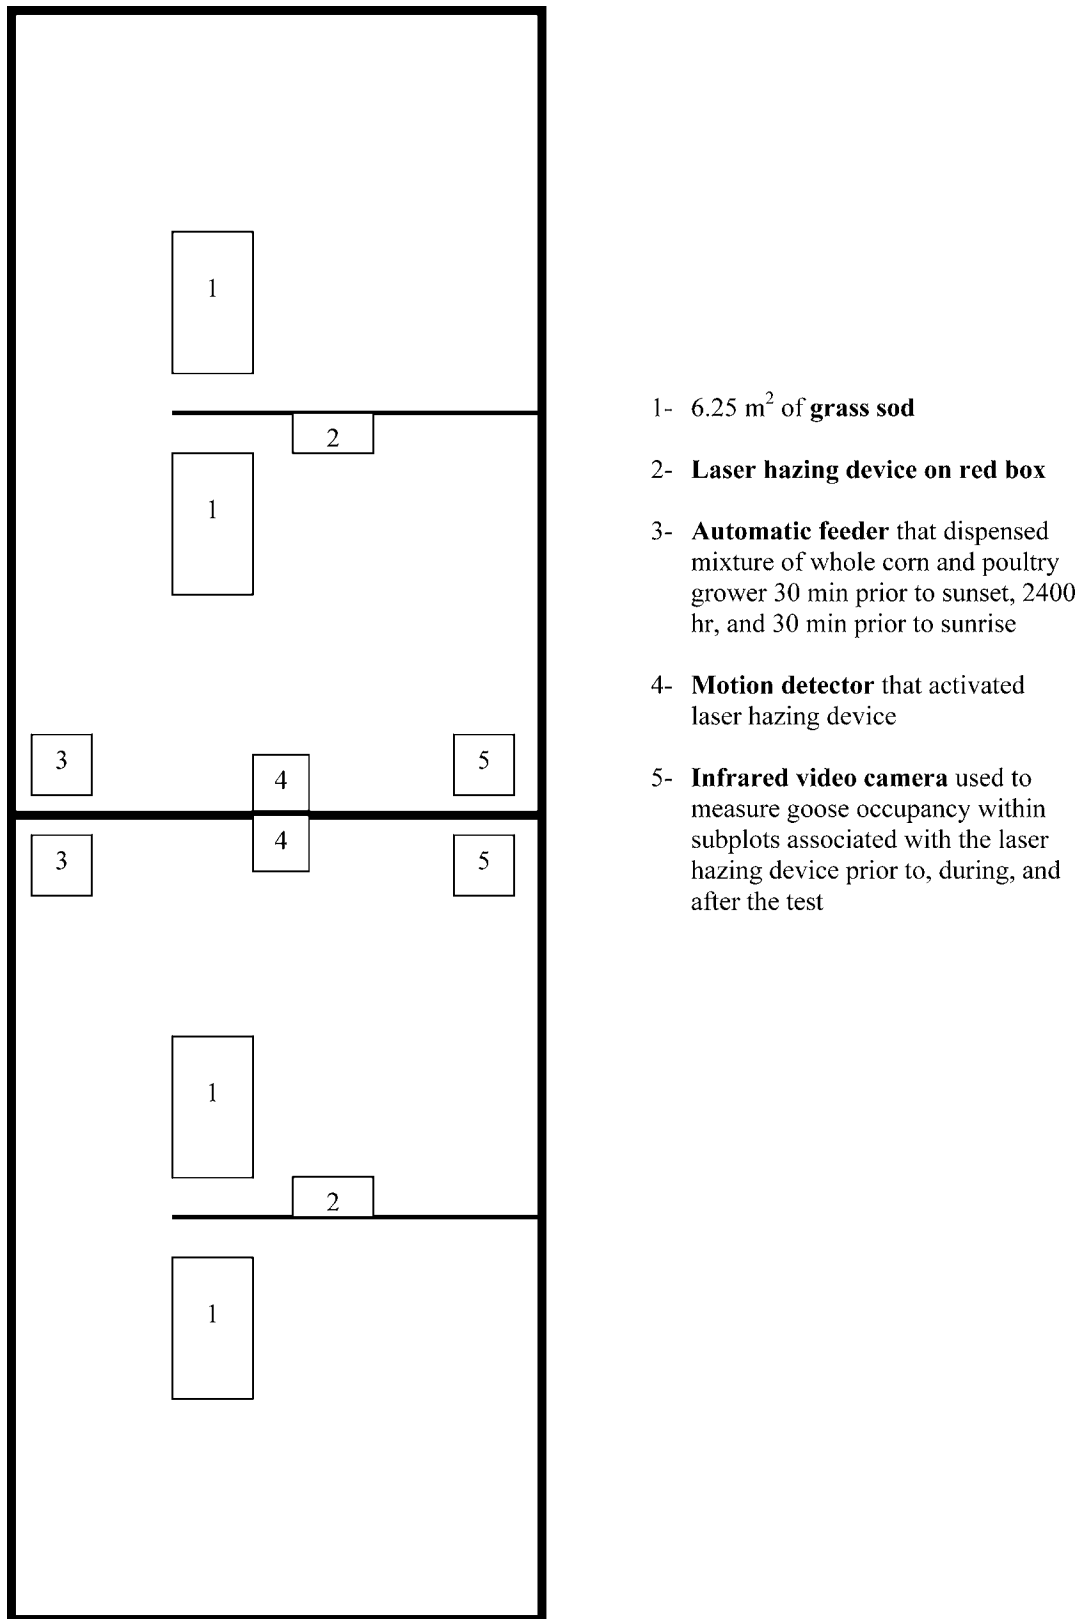 1
2
1
3
4
5
3
4
5
1
2
1
1- 6.25 m² of grass sod
2- Laser hazing device on red box
3- Automatic feeder that dispensed
mixture of whole corn and poultry
grower 30 min prior to sunset, 2400
hr, and 30 min prior to sunrise
4- Motion detector that activated
laser hazing device
5- Infrared video camera used to
measure goose occupancy within
subplots associated with the laser
hazing device prior to, during, and
after the test